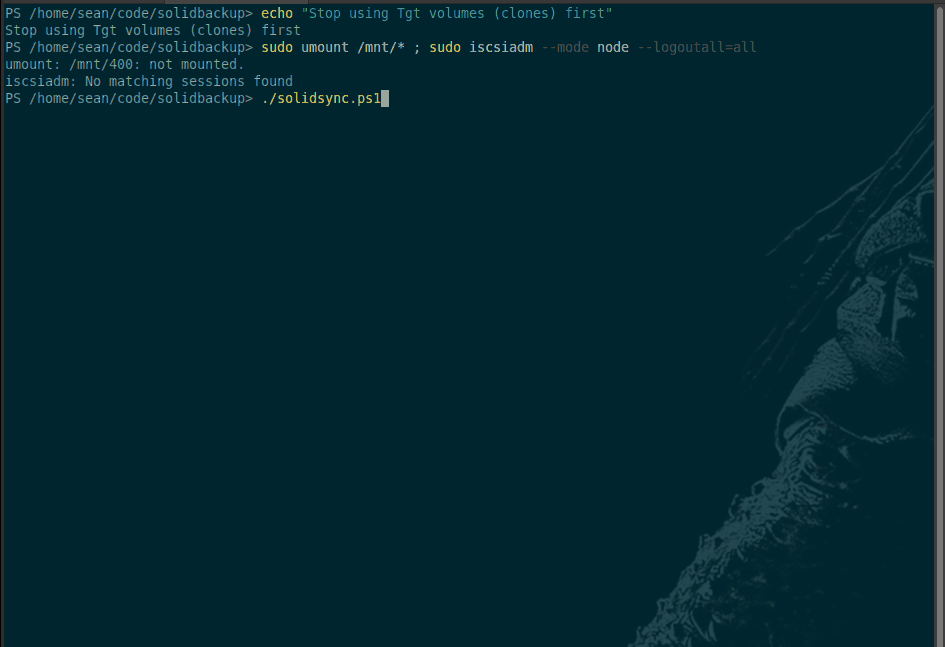 PS /home/sean/code/solidbackup> echo "Stop using Tgt volumes (clones) first"
Stop using Tgt volumes (clones) first
PS /home/sean/code/solidbackup> sudo umount /mnt/* ; sudo iscsiadm --mode node --logoutall=all
umount: /mnt/400: not mounted.
iscsiadm: No matching sessions found
PS /home/sean/code/solidbackup> ./solidsync.ps1